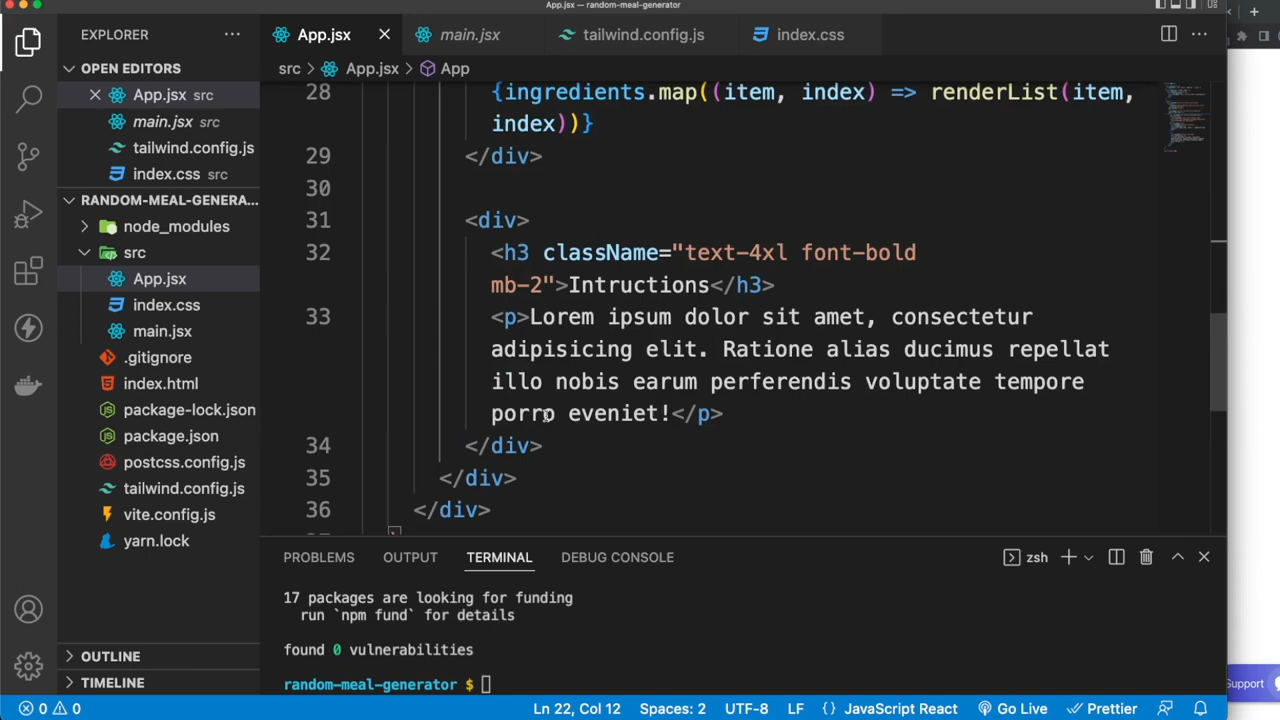 App.jsx — random-meal-generator
EXPLORER
App.jsx
main.jsx
tailwind.config.js
index.css
OPEN EDITORS
src App.jsx App
App.jsx src
main.jsx src
tailwind.config.js
index.css src
RANDOM-MEAL-GENERA...
node_modules
src
App.jsx
index.css
main.jsx
.gitignore
index.html
package-lock.json
package.json
postcss.config.js
tailwind.config.js
vite.config.js
yarn.lock
OUTLINE
TIMELINE
28 {ingredients.map((item, index) => renderList(item,
index))}
29 </div>
30
31 <div>
32 <h3 className="text-4xl font-bold
mb-2">Intructions</h3>
33 <p>Lorem ipsum dolor sit amet, consectetur
adipisicing elit. Ratione alias ducimus repellat
illo nobis earum perferendis voluptate tempore
porro eveniet!</p>
34 </div>
35 </div>
36 </div>
PROBLEMS OUTPUT TERMINAL DEBUG CONSOLE
zsh
17 packages are looking for funding
run `npm fund` for details
found 0 vulnerabilities
random-meal-generator $
Support
0 0
Ln 22, Col 12 Spaces: 2 UTF-8 LF {} JavaScript React Go Live Prettier